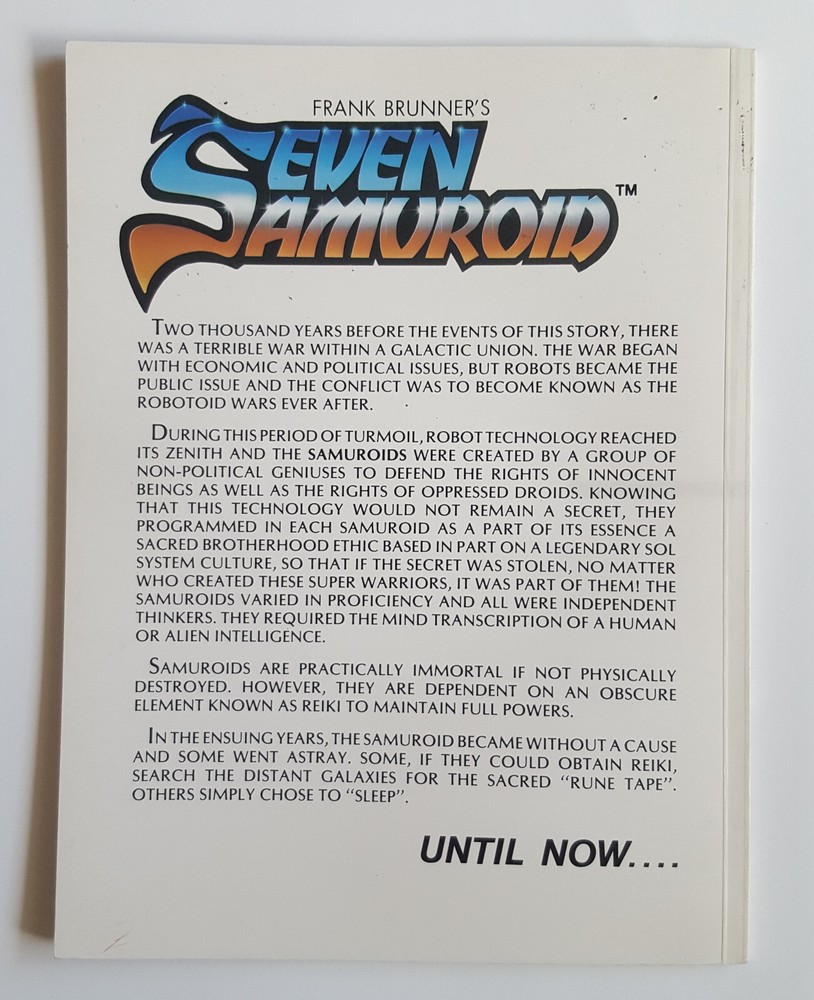 FRANK BRUNNER'S
SEVEN
SAMUROID™
TWO THOUSAND YEARS BEFORE THE EVENTS OF THIS STORY, THERE
WAS A TERRIBLE WAR WITHIN A GALACTIC UNION. THE WAR BEGAN
WITH ECONOMIC AND POLITICAL ISSUES, BUT ROBOTS BECAME THE
PUBLIC ISSUE AND THE CONFLICT WAS TO BECOME KNOWN AS THE
ROBOTOID WARS EVER AFTER.
DURING THIS PERIOD OF TURMOIL, ROBOT TECHNOLOGY REACHED
ITS ZENITH AND THE SAMUROIDS WERE CREATED BY A GROUP OF
NON-POLITICAL GENIUSES TO DEFEND THE RIGHTS OF INNOCENT
BEINGS AS WELL AS THE RIGHTS OF OPPRESSED DROIDS. KNOWING
THAT THIS TECHNOLOGY WOULD NOT REMAIN A SECRET, THEY
PROGRAMMED IN EACH SAMUROID AS A PART OF ITS ESSENCE A
SACRED BROTHERHOOD ETHIC BASED IN PART ON A LEGENDARY SOL
SYSTEM CULTURE, SO THAT IF THE SECRET WAS STOLEN, NO MATTER
WHO CREATED THESE SUPER WARRIORS, IT WAS PART OF THEM! THE
SAMUROIDS VARIED IN PROFICIENCY AND ALL WERE INDEPENDENT
THINKERS. THEY REQUIRED THE MIND TRANSCRIPTION OF A HUMAN
OR ALIEN INTELLIGENCE.
SAMUROIDS ARE PRACTICALLY IMMORTAL IF NOT PHYSICALLY
DESTROYED. HOWEVER, THEY ARE DEPENDENT ON AN OBSCURE
ELEMENT KNOWN AS REIKI TO MAINTAIN FULL POWERS.
IN THE ENSUING YEARS, THE SAMUROID BECAME WITHOUT A CAUSE
AND SOME WENT ASTRAY. SOME, IF THEY COULD OBTAIN REIKI,
SEARCH THE DISTANT GALAXIES FOR THE SACRED "RUNE TAPE".
OTHERS SIMPLY CHOSE TO "SLEEP".
UNTIL NOW....